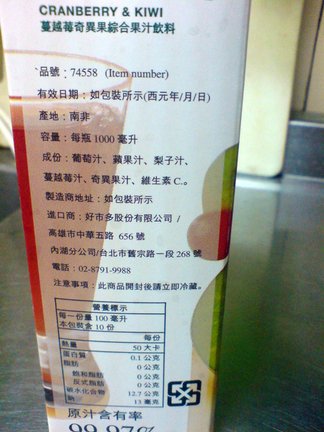 CRANBERRY & KIWI
蔓越莓奇異果綜合果汁飲料
品號：74558 (Item number)
有效日期：如包裝所示(西元年/月/日)
產地：南非
容量：每瓶1000毫升
成份：葡萄汁、蘋果汁、梨子汁、
蔓越莓汁、奇異果汁、維生素C.。
製造商地址：如包裝所示
進口商：好市多股份有限公司 /
高雄市中華五路 656 號
內湖分公司/台北市舊宗路一段 268 號
電話：02-8791-9988
注意事項：此商品開封後請立即冷藏。
營養標示
每一份量 100 毫升
本包裝含 10 份
每份
熱量 50 大卡
蛋白質 0.1 公克
脂肪 0 公克
飽和脂肪 0 公克
反式脂肪 0 公克
碳水化合物 12.7 公克
鈉 13 毫克
原汁含有率
99.97%